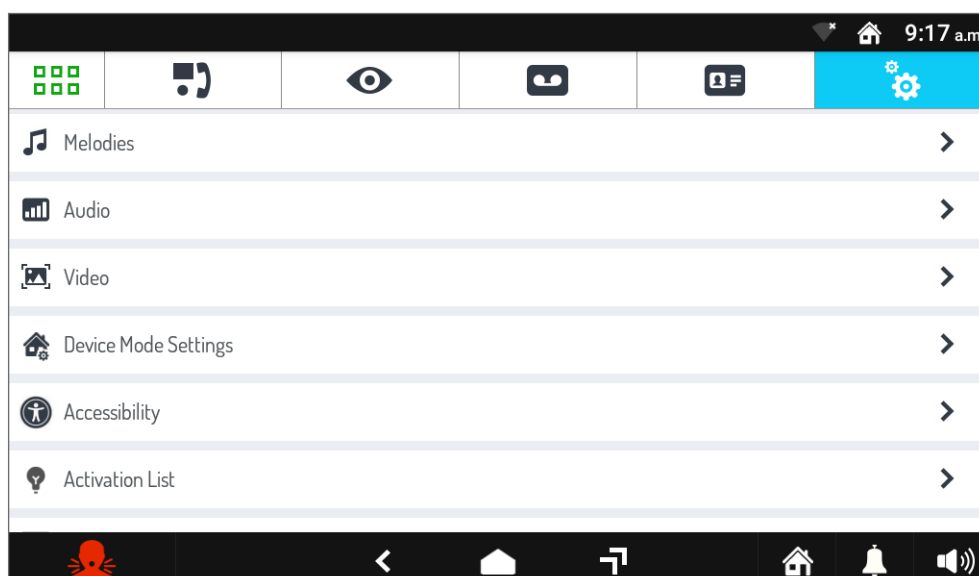 9:17 a.m
Melodies
Audio
Video
Device Mode Settings
Accessibility
Activation List